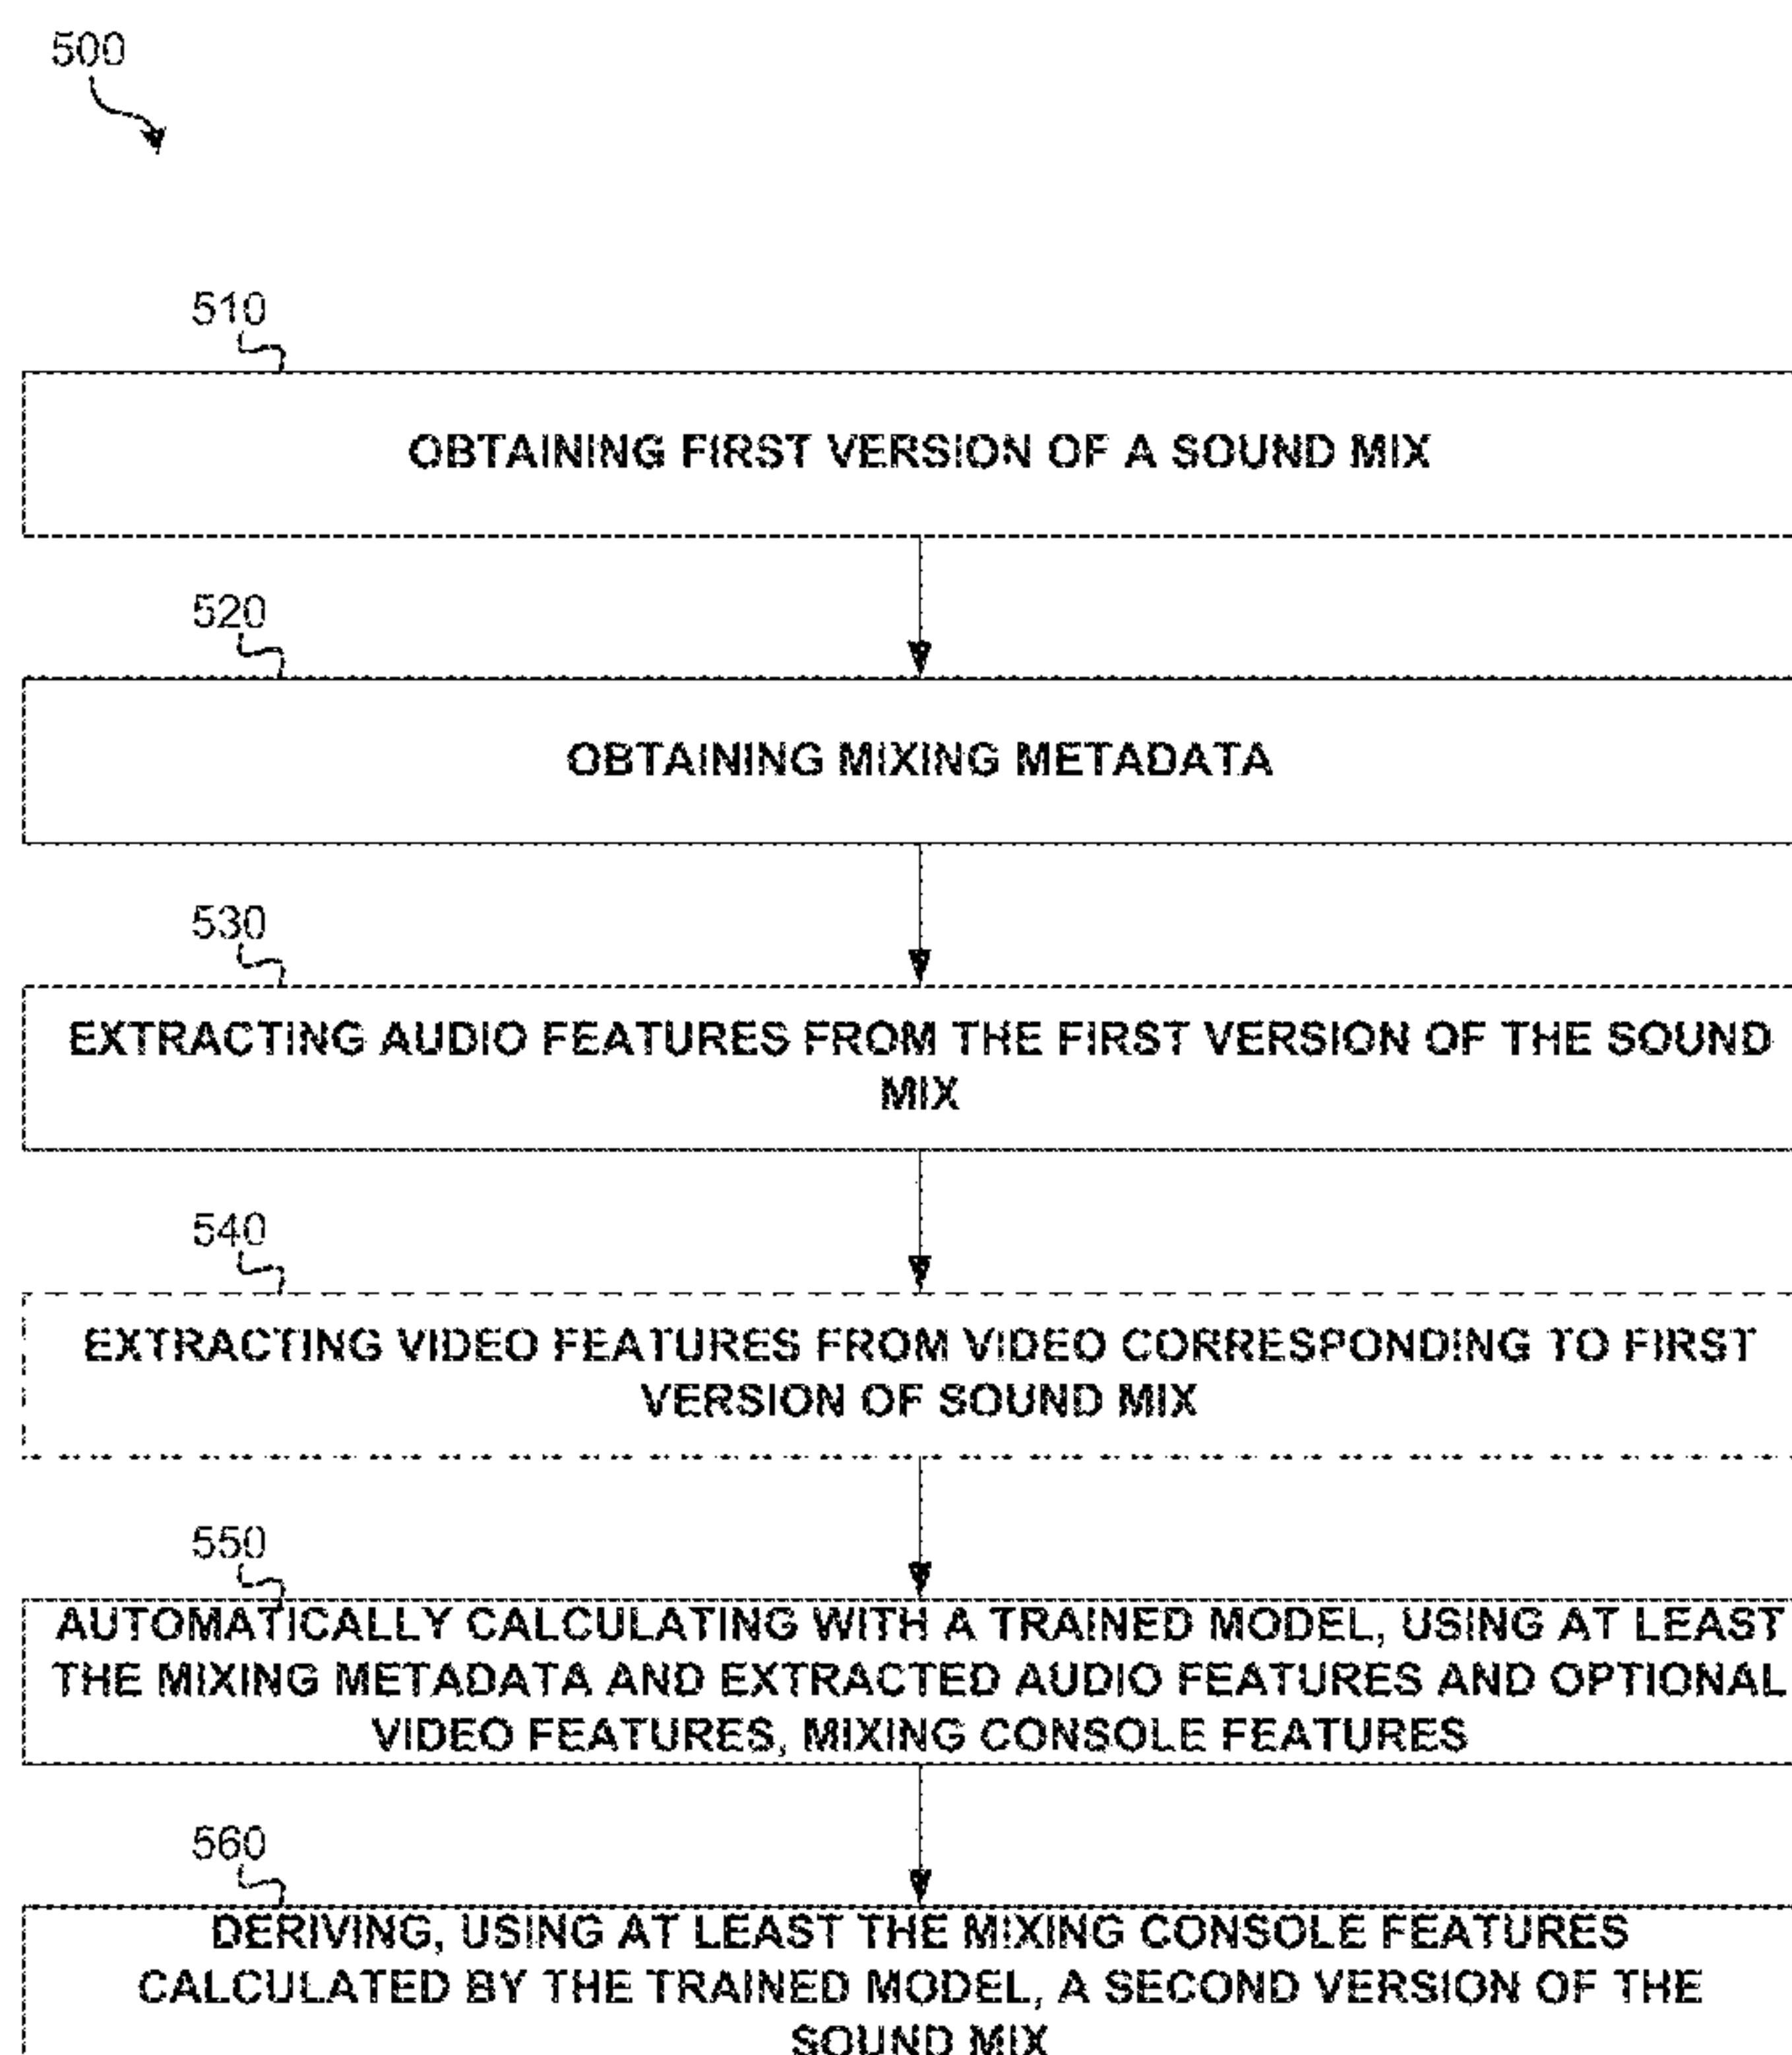 500
510
OBTAINING FIRST VERSION OF A SOUND MIX
520
OBTAINING MIXING METADATA
530
EXTRACTING AUDIO FEATURES FROM THE FIRST VERSION OF THE SOUND
MIX
540
EXTRACTING VIDEO FEATURES FROM VIDEO CORRESPONDING TO FIRST
VERSION OF SOUND MIX
550
AUTOMATICALLY CALCULATING WITH A TRAINED MODEL, USING AT LEAST
THE MIXING METADATA AND EXTRACTED AUDIO FEATURES AND OPTIONAL
VIDEO FEATURES, MIXING CONSOLE FEATURES
560
DERIVING, USING AT LEAST THE MIXING CONSOLE FEATURES
CALCULATED BY THE TRAINED MODEL, A SECOND VERSION OF THE
SOUND MIX